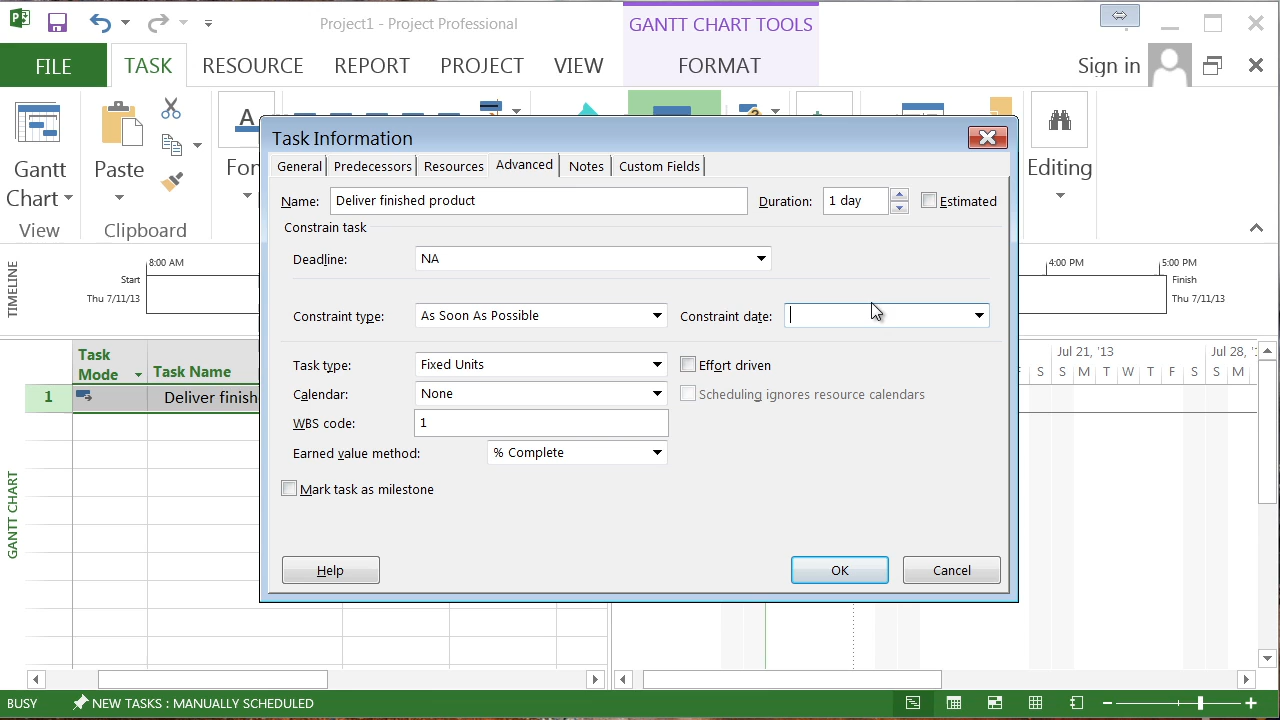 Project1 - Project Professional
GANTT CHART TOOLS
FILE
TASK
RESOURCE
REPORT
PROJECT
VIEW
FORMAT
Sign in
Gantt
Chart
View
Paste
Clipboard
A
Editing
Task Information
General
Predecessors
Resources
Advanced
Notes
Custom Fields
Name:
Deliver finished product
Duration:
1 day
Estimated
Constrain task
Deadline:
NA
Constraint type:
As Soon As Possible
Constraint date:
Task type:
Fixed Units
Effort driven
Calendar:
None
Scheduling ignores resource calendars
WBS code:
1
Earned value method:
% Complete
Mark task as milestone
Help
OK
Cancel
TIMELINE
8:00 AM
Start
Thu 7/11/13
4:00 PM
5:00 PM
Finish
Thu 7/11/13
Task
Mode
Task Name
Jul 21, '13
Jul 28, '
S S M T W T F S S M
1
Deliver finish
GANTT CHART
BUSY
NEW TASKS : MANUALLY SCHEDULED